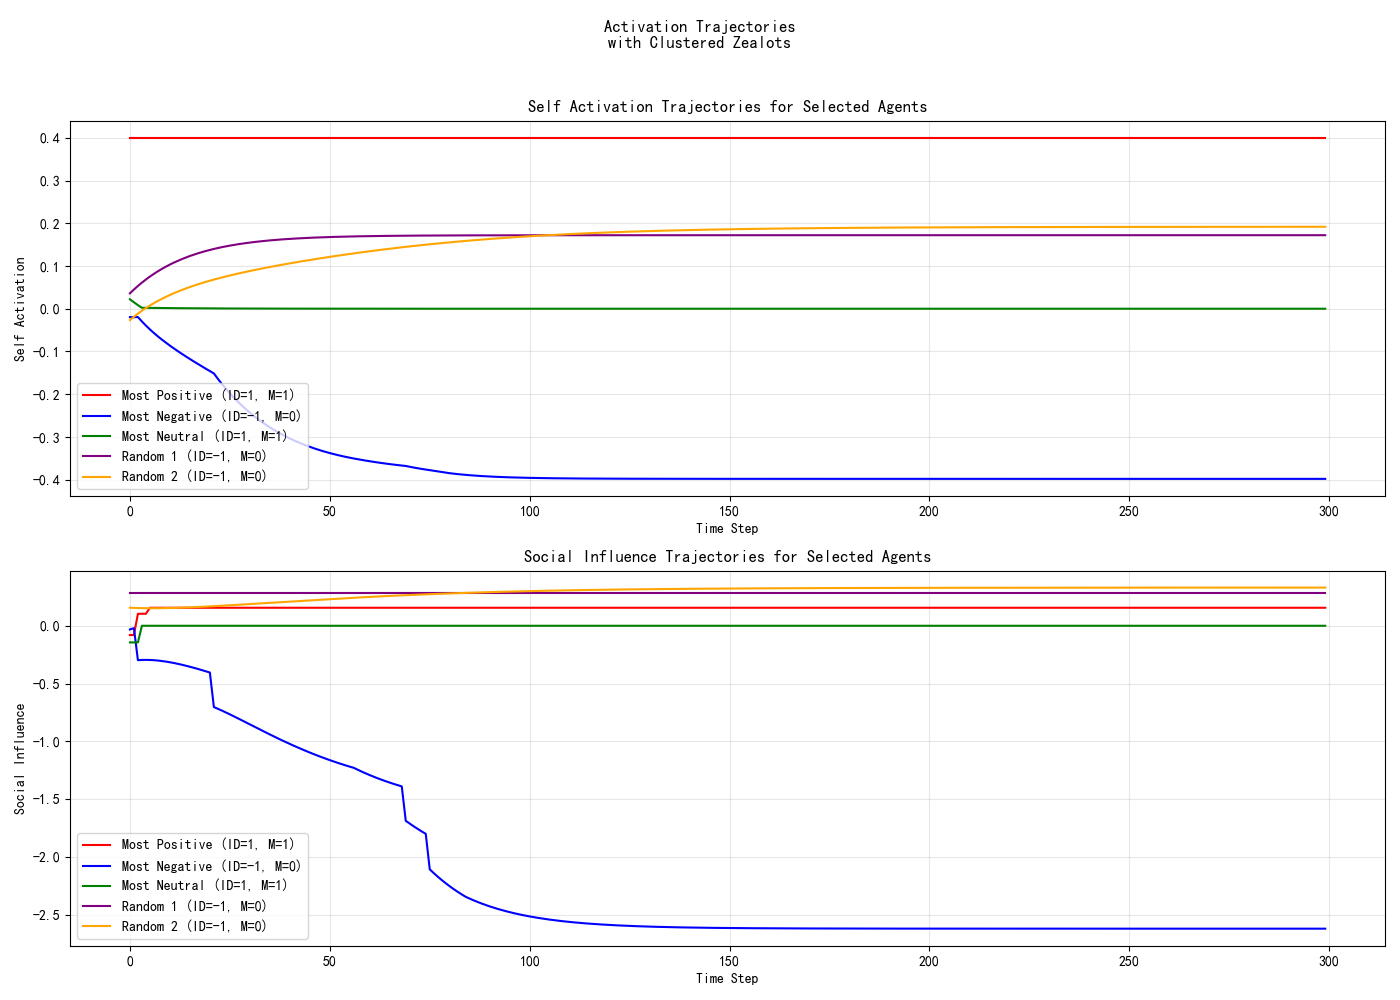 Activation Trajectories
with Clustered Zealots
Self Activation Trajectories for Selected Agents
Self Activation
0.4
0.3
0.2
0.1
0.0
−0.1
−0.2
−0.3
−0.4
Most Positive (ID=1, M=1)
Most Negative (ID=-1, M=0)
Most Neutral (ID=1, M=1)
Random 1 (ID=-1, M=0)
Random 2 (ID=-1, M=0)
0 50 100 150 200 250 300
Time Step
Social Influence Trajectories for Selected Agents
Social Influence
0.0
−0.5
−1.0
−1.5
−2.0
−2.5
Most Positive (ID=1, M=1)
Most Negative (ID=-1, M=0)
Most Neutral (ID=1, M=1)
Random 1 (ID=-1, M=0)
Random 2 (ID=-1, M=0)
0 50 100 150 200 250 300
Time Step